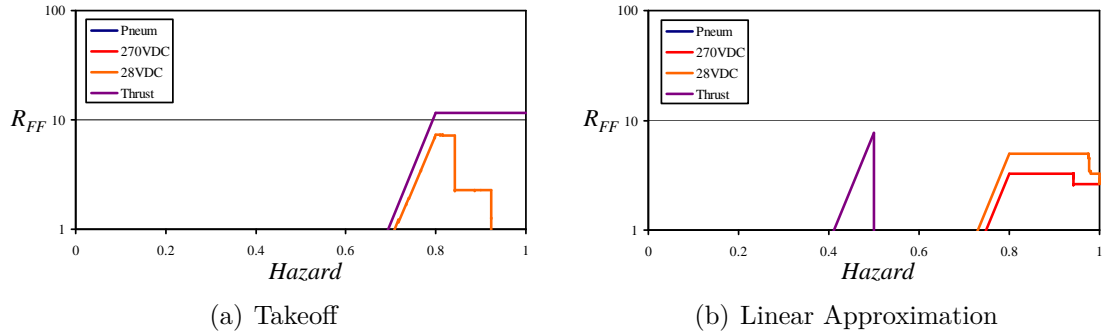 100
10
1
R_FF
Pneum
270VDC
28VDC
Thrust
0 0.2 0.4 0.6 0.8 1
Hazard
(a) Takeoff
100
10
1
R_FF
Pneum
270VDC
28VDC
Thrust
0 0.2 0.4 0.6 0.8 1
Hazard
(b) Linear Approximation